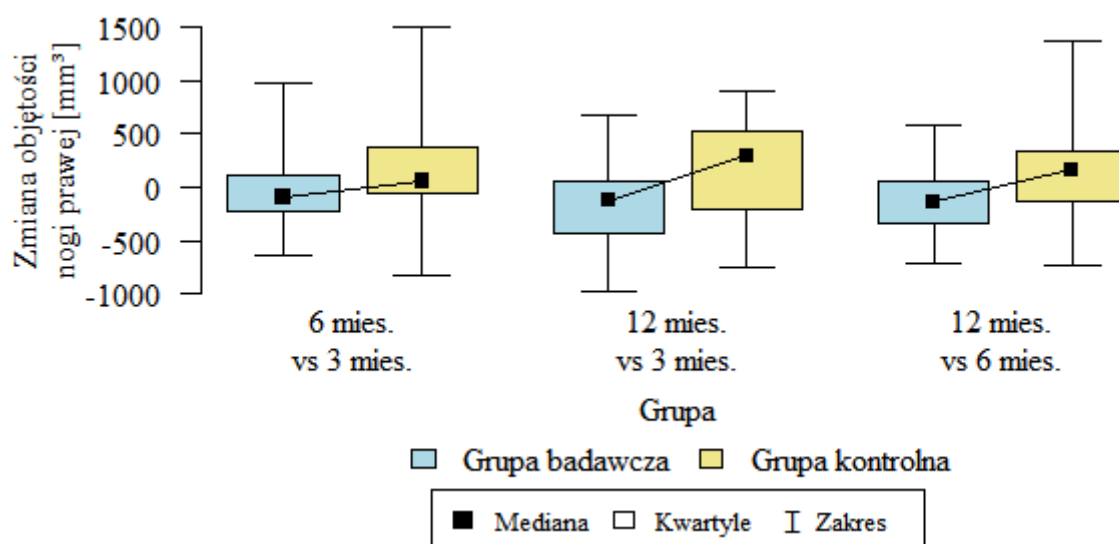 Zmiana objętości
nogi prawej [mm³]
1500
1000
500
0
-500
-1000
6 mies.
vs 3 mies.
12 mies.
vs 3 mies.
12 mies.
vs 6 mies.
Grupa
Grupa badawcza
Grupa kontrolna
Mediana
Kwartyle
Zakres